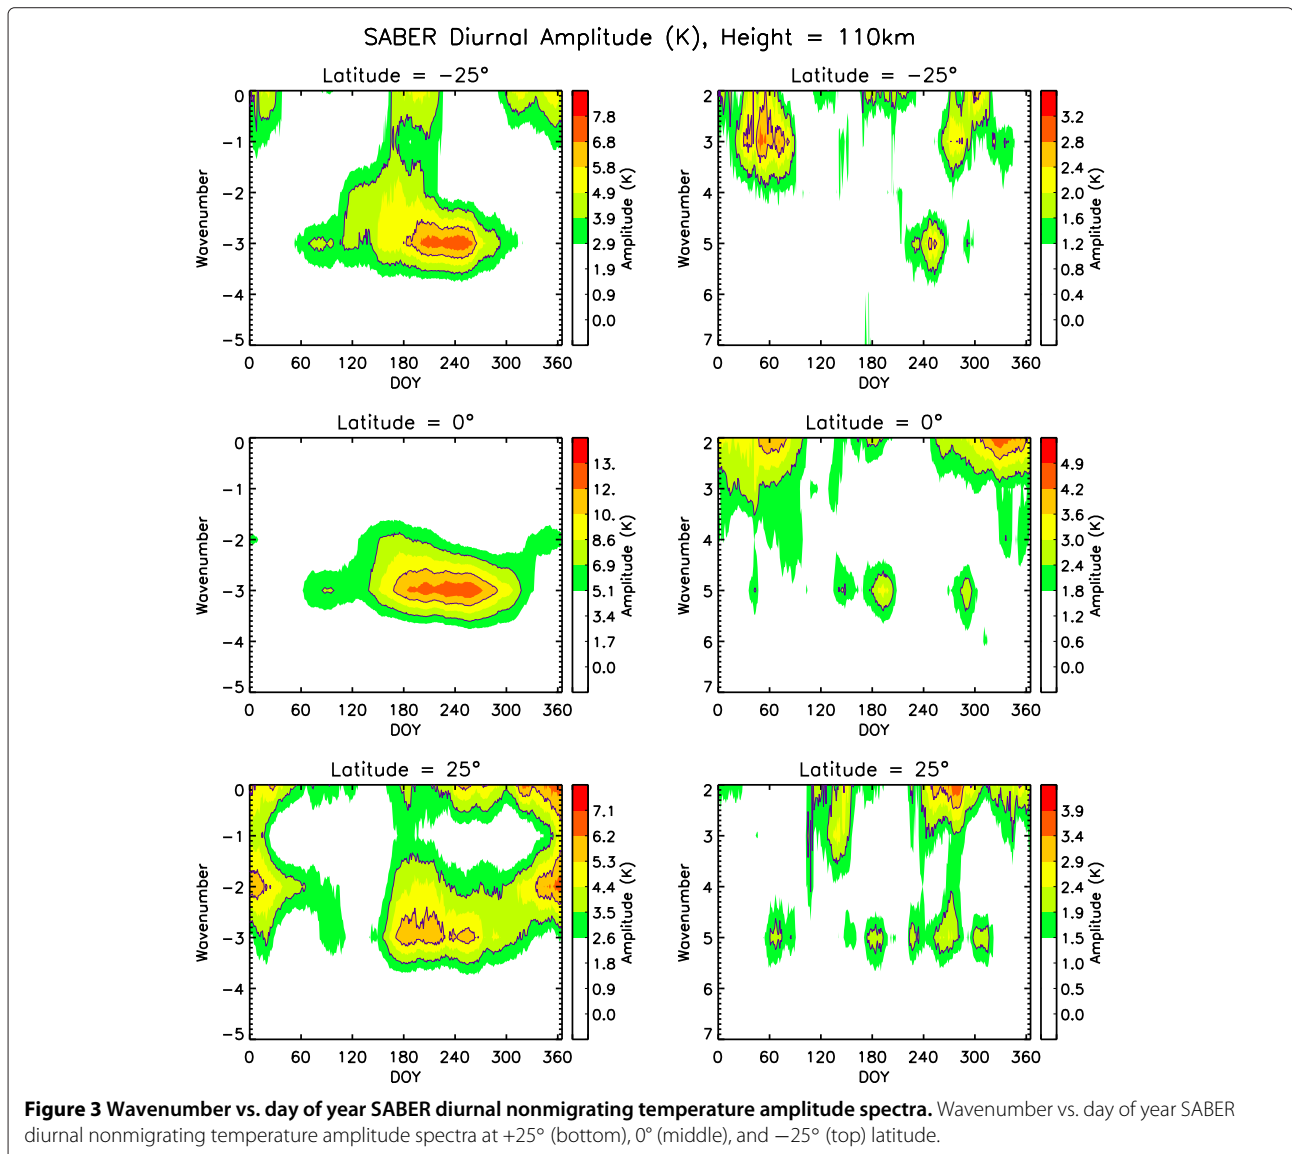 SABER Diurnal Amplitude (K), Height = 110km
Latitude = −25°
0
−1
−2
−3
−4
−5
Wavenumber
0 60 120 180 240 300 360
DOY
7.8
6.8
5.8
4.9
3.9
2.9
1.9
0.9
0.0
Amplitude (K)
Latitude = −25°
2
3
4
5
6
7
Wavenumber
0 60 120 180 240 300 360
DOY
3.2
2.8
2.4
2.0
1.6
1.2
0.8
0.4
0.0
Amplitude (K)
Latitude = 0°
0
−1
−2
−3
−4
−5
Wavenumber
0 60 120 180 240 300 360
DOY
13.
12.
10.
8.6
6.9
5.1
3.4
1.7
0.0
Amplitude (K)
Latitude = 0°
2
3
4
5
6
7
Wavenumber
0 60 120 180 240 300 360
DOY
4.9
4.2
3.6
3.0
2.4
1.8
1.2
0.6
0.0
Amplitude (K)
Latitude = 25°
0
−1
−2
−3
−4
−5
Wavenumber
0 60 120 180 240 300 360
DOY
7.1
6.2
5.3
4.4
3.5
2.6
1.8
0.9
0.0
Amplitude (K)
Latitude = 25°
2
3
4
5
6
7
Wavenumber
0 60 120 180 240 300 360
DOY
3.9
3.4
2.9
2.4
1.9
1.5
1.0
0.5
0.0
Amplitude (K)
Figure 3 Wavenumber vs. day of year SABER diurnal nonmigrating temperature amplitude spectra. Wavenumber vs. day of year SABER
diurnal nonmigrating temperature amplitude spectra at +25° (bottom), 0° (middle), and −25° (top) latitude.